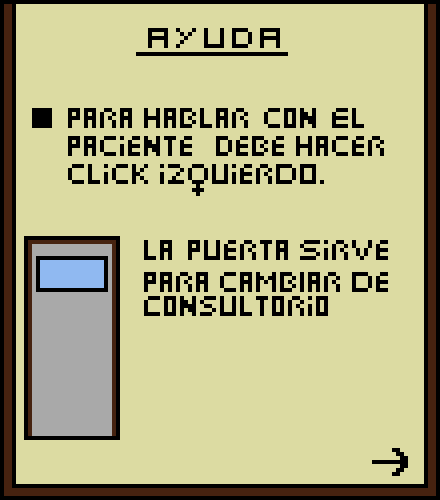 AYUDA
PARA HABLAR CON EL
PACiENTE DEBE HACER
CLiCK iZQUiERDO.
LA PUERTA SiRVE
PARA CAMBIAR DE
CONSULTORiO